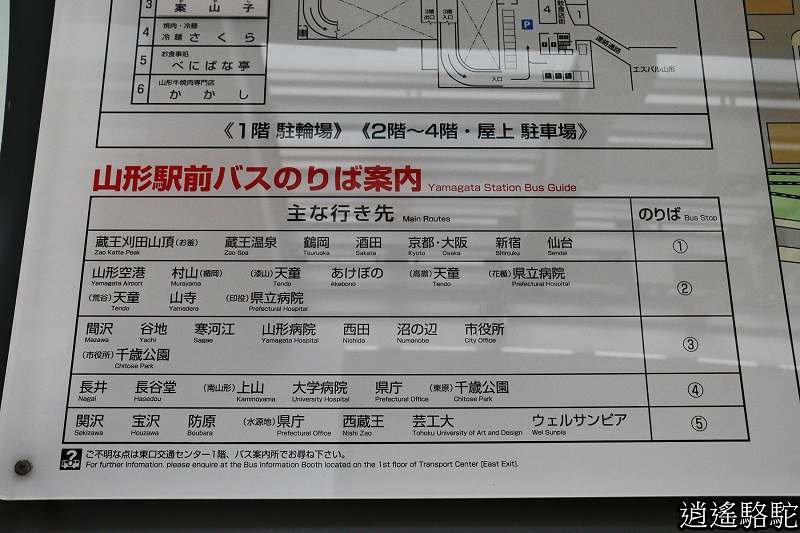 3 案山子
4 焼肉・冷麺
冷麺 さくら
5 お食事処
べにばな亭
6 山形牛焼肉専門店
かかし
3階出口
3階入口
P
4
飲食店街
1
入口
連絡通路
エスパル山形
《1階 駐輪場》《2階〜4階・屋上 駐車場》
山形駅前バスのりば案内 Yamagata Station Bus Guide
主な行き先 Main Routes のりば Bus Stop
蔵王刈田山頂(お釜) 蔵王温泉 鶴岡 酒田 京都・大阪 新宿 仙台 ①
Zao Katta Peak Zao Spa Tsuruoka Sakata Kyoto Osaka Shinjuku Sendai
山形空港 村山(楯岡) (漆山)天童 あけぼの (高擶)天童 (花楯)県立病院 ②
Yamagata Airport Murayama Tendo Akebono Tendo Prefectural Hospital
(荒谷)天童 山寺 (印役)県立病院
Tendo Yamadera Prefectural Hospital
間沢 谷地 寒河江 山形病院 西田 沼の辺 市役所 ③
Mazawa Yachi Sagae Yamagata Hospital Nishida Numanobe City Office
(市役所)千歳公園
Chitose Park
長井 長谷堂 (南山形)上山 大学病院 県庁 (東原)千歳公園 ④
Nagai Hasedou Kaminoyama University Hospital Prefectural Office Chitose Park
関沢 宝沢 防原 (水源地)県庁 西蔵王 芸工大 ウェルサンピア ⑤
Sekizawa Houzawa Boubara Prefectural Office Nishi Zao Tohoku University of Art and Design Wel Sunpia
? ご不明な点は東口交通センター1階、バス案内所でお尋ね下さい。
For further Infomation, please enquire at the Bus Information Booth located on the 1st floor of Transport Center [East Exit].
逍遙駱駝